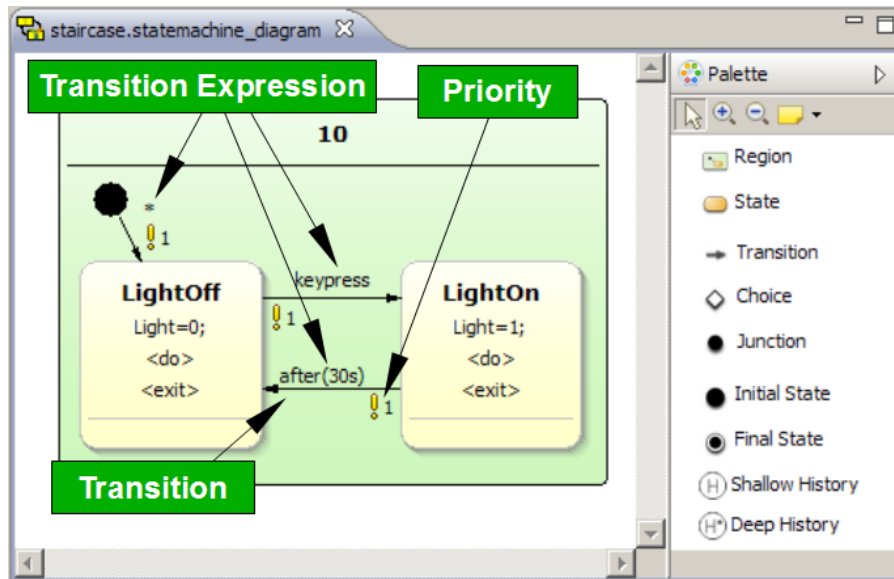 staircase.statemachine_diagram
Transition Expression
Priority
10
*
1
LightOff
Light=0;
<do>
<exit>
keypress
1
after(30s)
1
LightOn
Light=1;
<do>
<exit>
Transition
Palette
Region
State
Transition
Choice
Junction
Initial State
Final State
H Shallow History
H* Deep History